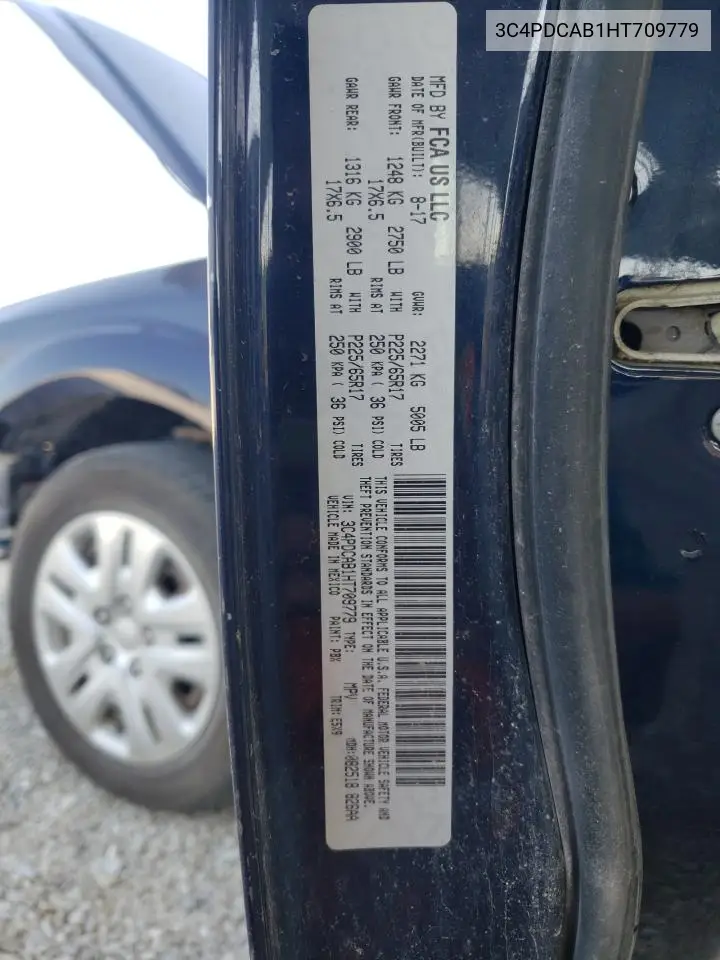 3C4PDCAB1HT709779
MFD BY FCA US LLC
DATE OF MFR(BUILT): 8-17 GVWR: 2271 KG 5005 LB
GAWR FRONT: 1248 KG 2750 LB WITH P225/65R17 TIRES
17X6.5 RIMS AT 250 KPA ( 36 PSI) COLD
GAWR REAR: 1316 KG 2900 LB WITH P225/65R17 TIRES
17X6.5 RIMS AT 250 KPA ( 36 PSI) COLD
THIS VEHICLE CONFORMS TO ALL APPLICABLE U.S.A. FEDERAL MOTOR VEHICLE SAFETY AND
THEFT PREVENTION STANDARDS IN EFFECT ON THE DATE OF MANUFACTURE SHOWN ABOVE.
VIN: 3C4PDCAB1HT709779 TYPE: MPV MDH:082518 826AA
VEHICLE MADE IN MEXICO PAINT: PBX TRIM: E5X9